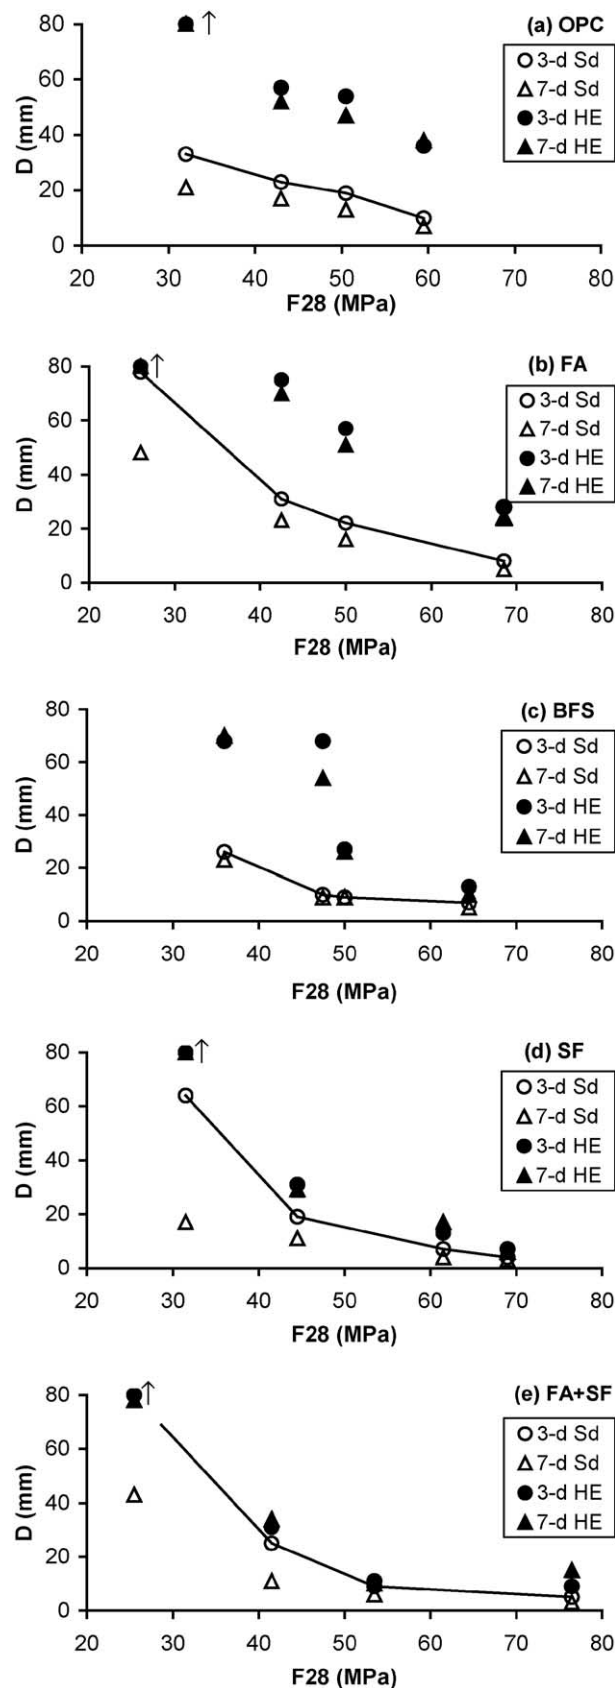 (a) OPC
3-d Sd
7-d Sd
3-d HE
7-d HE
D (mm)
80
60
40
20
0
20 30 40 50 60 70 80
F28 (MPa)
(b) FA
3-d Sd
7-d Sd
3-d HE
7-d HE
D (mm)
80
60
40
20
0
20 30 40 50 60 70 80
F28 (MPa)
(c) BFS
3-d Sd
7-d Sd
3-d HE
7-d HE
D (mm)
80
60
40
20
0
20 30 40 50 60 70 80
F28 (MPa)
(d) SF
3-d Sd
7-d Sd
3-d HE
7-d HE
D (mm)
80
60
40
20
0
20 30 40 50 60 70 80
F28 (MPa)
(e) FA+SF
3-d Sd
7-d Sd
3-d HE
7-d HE
D (mm)
80
60
40
20
0
20 30 40 50 60 70 80
F28 (MPa)